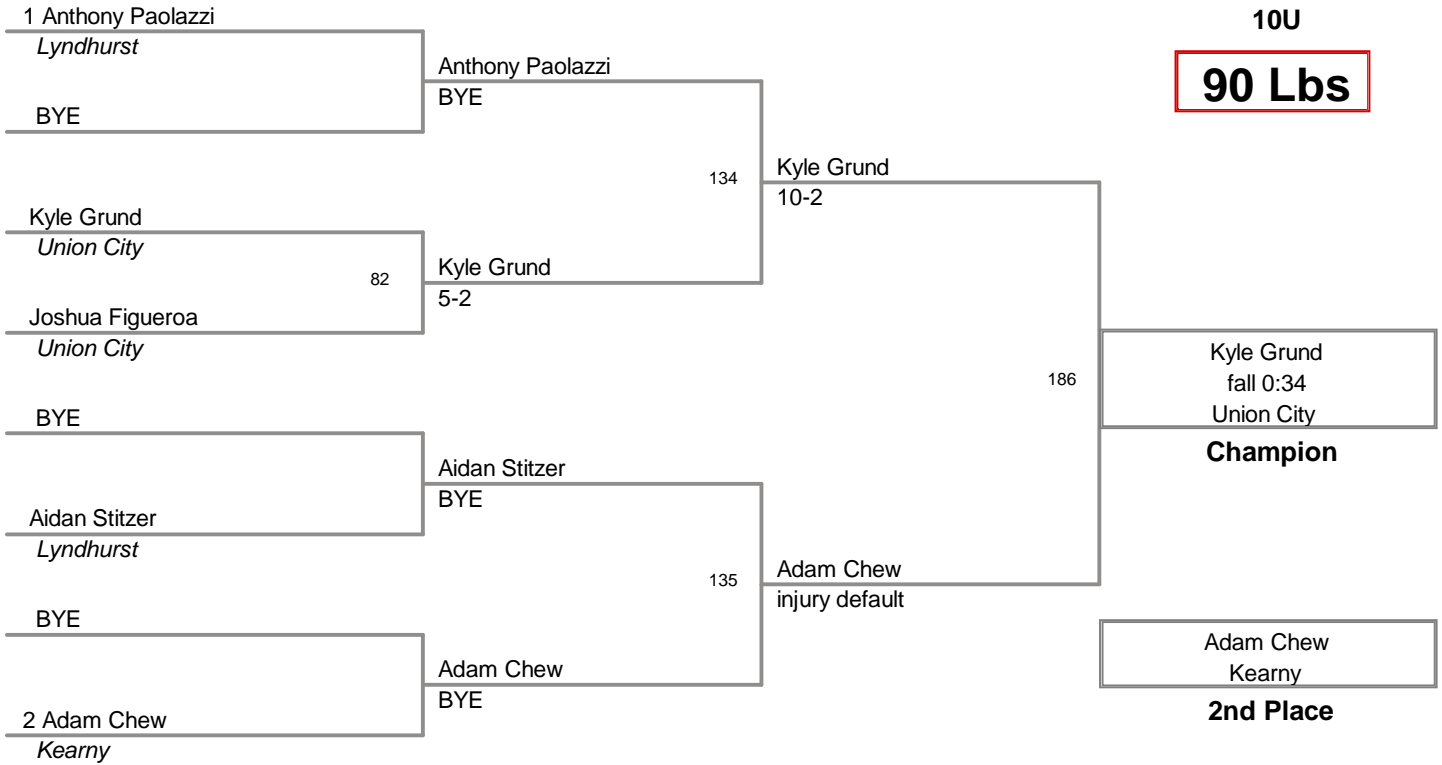 1 Anthony Paolazzi
Lyndhurst
BYE
Kyle Grund
Union City
82
Joshua Figueroa
Union City
BYE
Aidan Stitzer
Lyndhurst
BYE
2 Adam Chew
Kearny
Anthony Paolazzi
BYE
134
Kyle Grund
5-2
Aidan Stitzer
BYE
135
Adam Chew
BYE
Kyle Grund
10-2
186
Adam Chew
injury default
10U
90 Lbs
Kyle Grund
fall 0:34
Union City
Champion
Adam Chew
Kearny
2nd Place